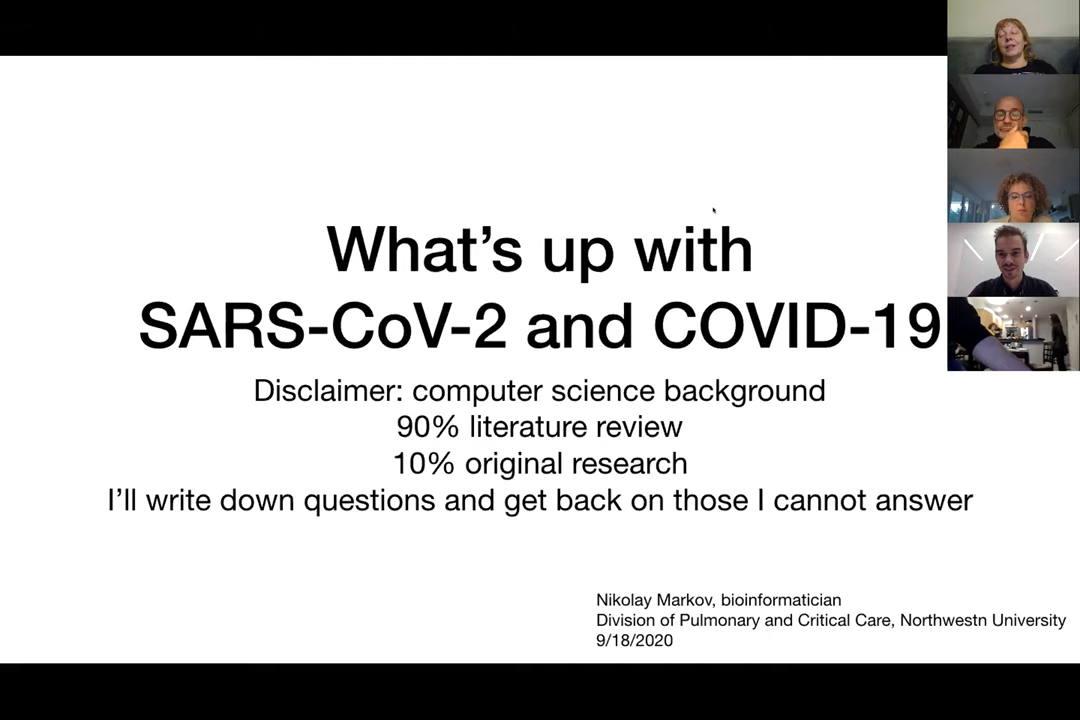 What’s up with
SARS-CoV-2 and COVID-19
Disclaimer: computer science background
90% literature review
10% original research
I’ll write down questions and get back on those I cannot answer
Nikolay Markov, bioinformatician
Division of Pulmonary and Critical Care, Northwestn University
9/18/2020